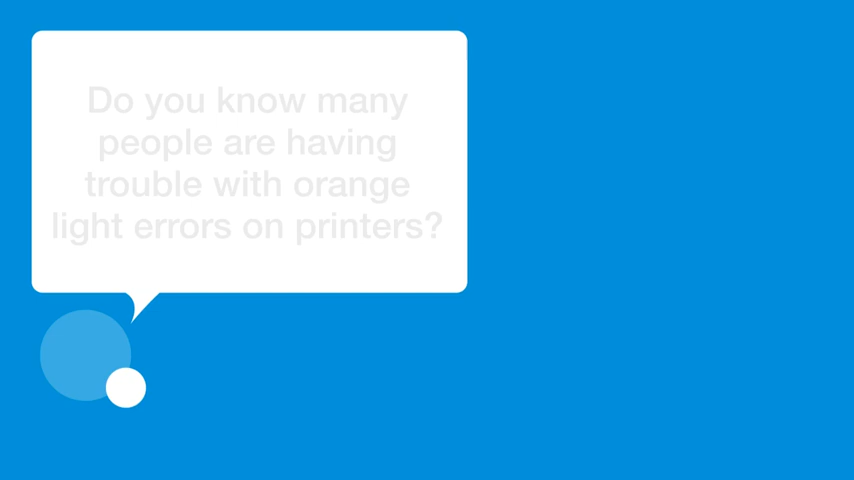 Do you know many
people are having
trouble with orange
light errors on printers?